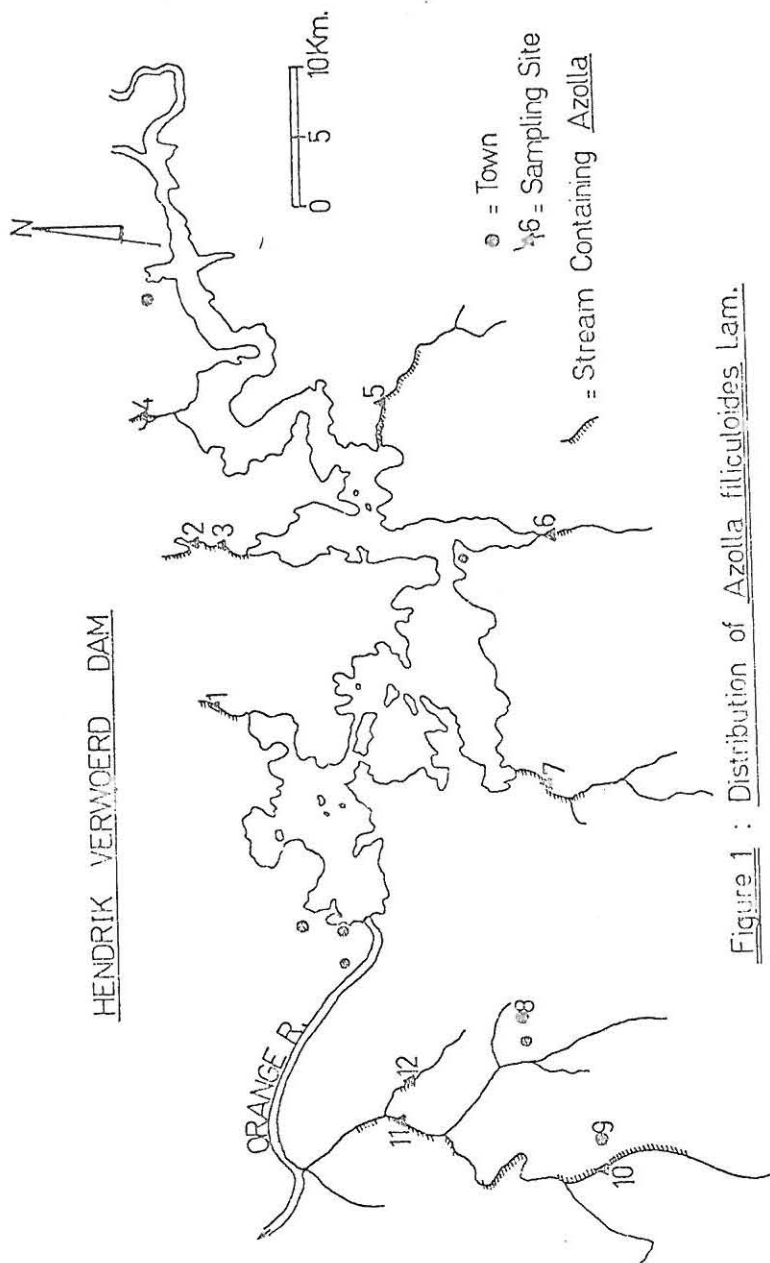 HENDRIK VERWOERD DAM
N
ORANGE R.
1
2
3
4
5
6
7
8
9
10
11
12
0 5 10Km.
= Town
6 = Sampling Site
= Stream Containing Azolla
Figure 1 : Distribution of Azolla filiculoides Lam.